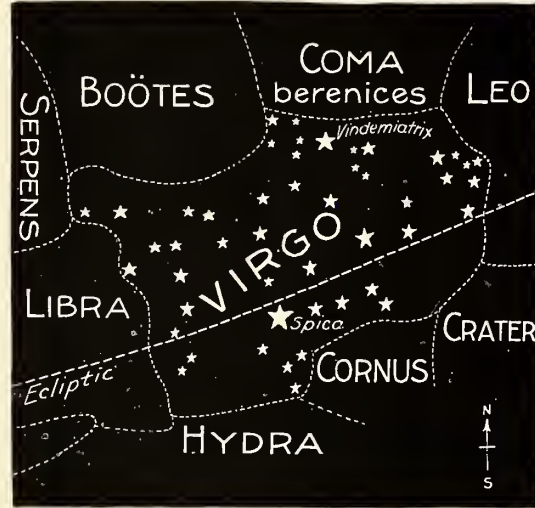 COMA
berenices
LEO
BOÖTES
SERPENS
Vindemiatrix
VIRGO
LIBRA
Spica
CRATER
CORNUS
Ecliptic
HYDRA
N
S